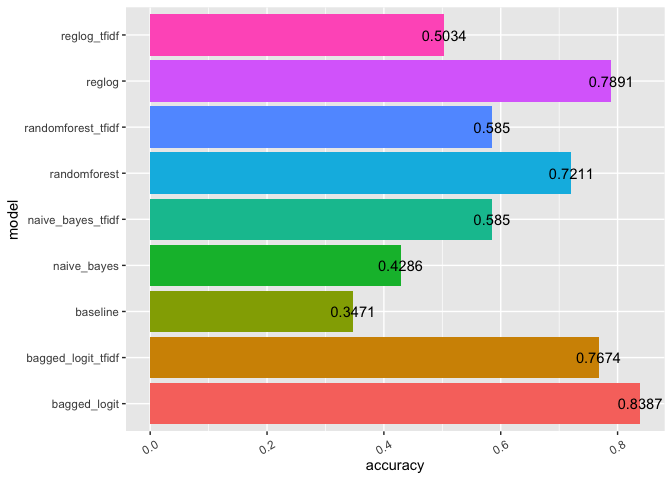 reglog_tfidf
0.5034
reglog
0.7891
randomforest_tfidf
0.585
randomforest
0.7211
naive_bayes_tfidf
0.585
naive_bayes
0.4286
baseline
0.3471
bagged_logit_tfidf
0.7674
bagged_logit
0.8387
model
0.0
0.2
0.4
0.6
0.8
accuracy